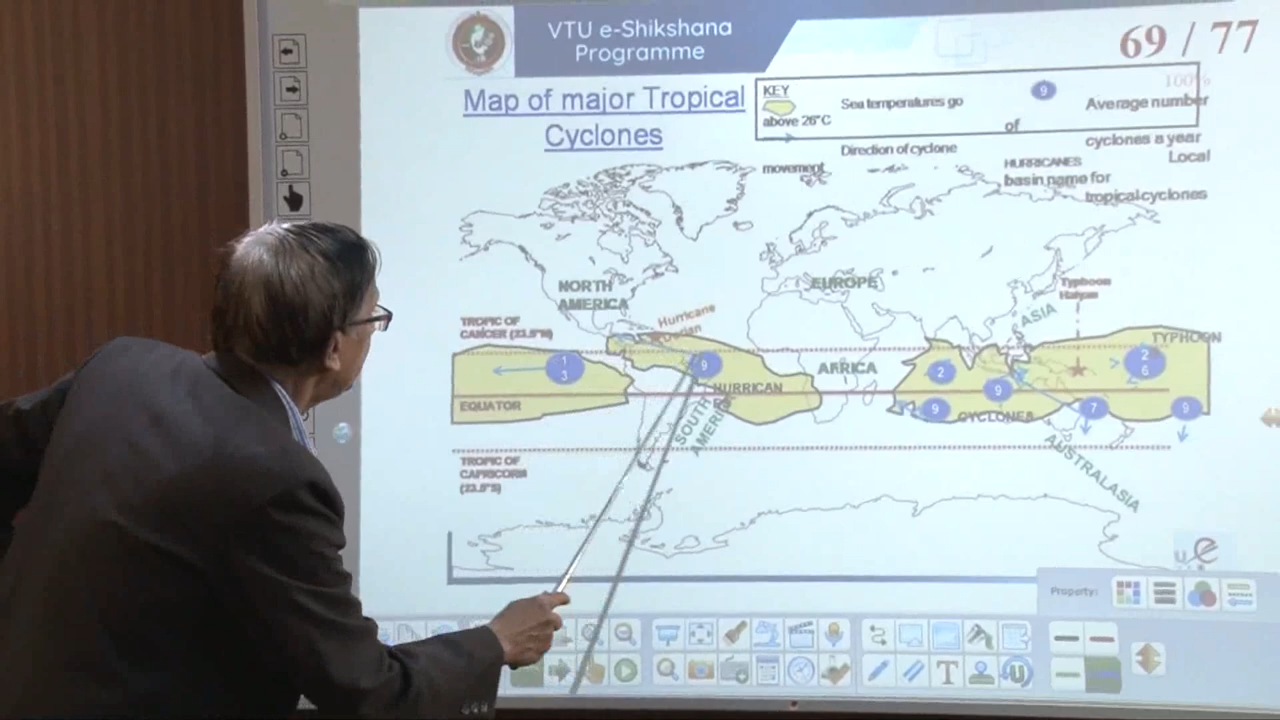 VTU e-Shikshana
Programme
69 / 77
100%
Map of major Tropical
Cyclones
KEY
Sea temperatures go
above 26°C
9
Average number
of
cyclones a year
Direction of cyclone
movement
Local
HURRICANES
basin name for
tropical cyclones
NORTH
AMERICA
EUROPE
Typhoon
ASIA
TROPIC OF
CANCER (23.5°N)
Hurricane
TYPHOON
1
3
9
AFRICA
2
2
6
9
HURRICAN
EQUATOR
SOUTH
AMERICA
9
CYCLONES
7
9
AUSTRALASIA
TROPIC OF
CAPRICORN
(23.5°S)
Property:
T